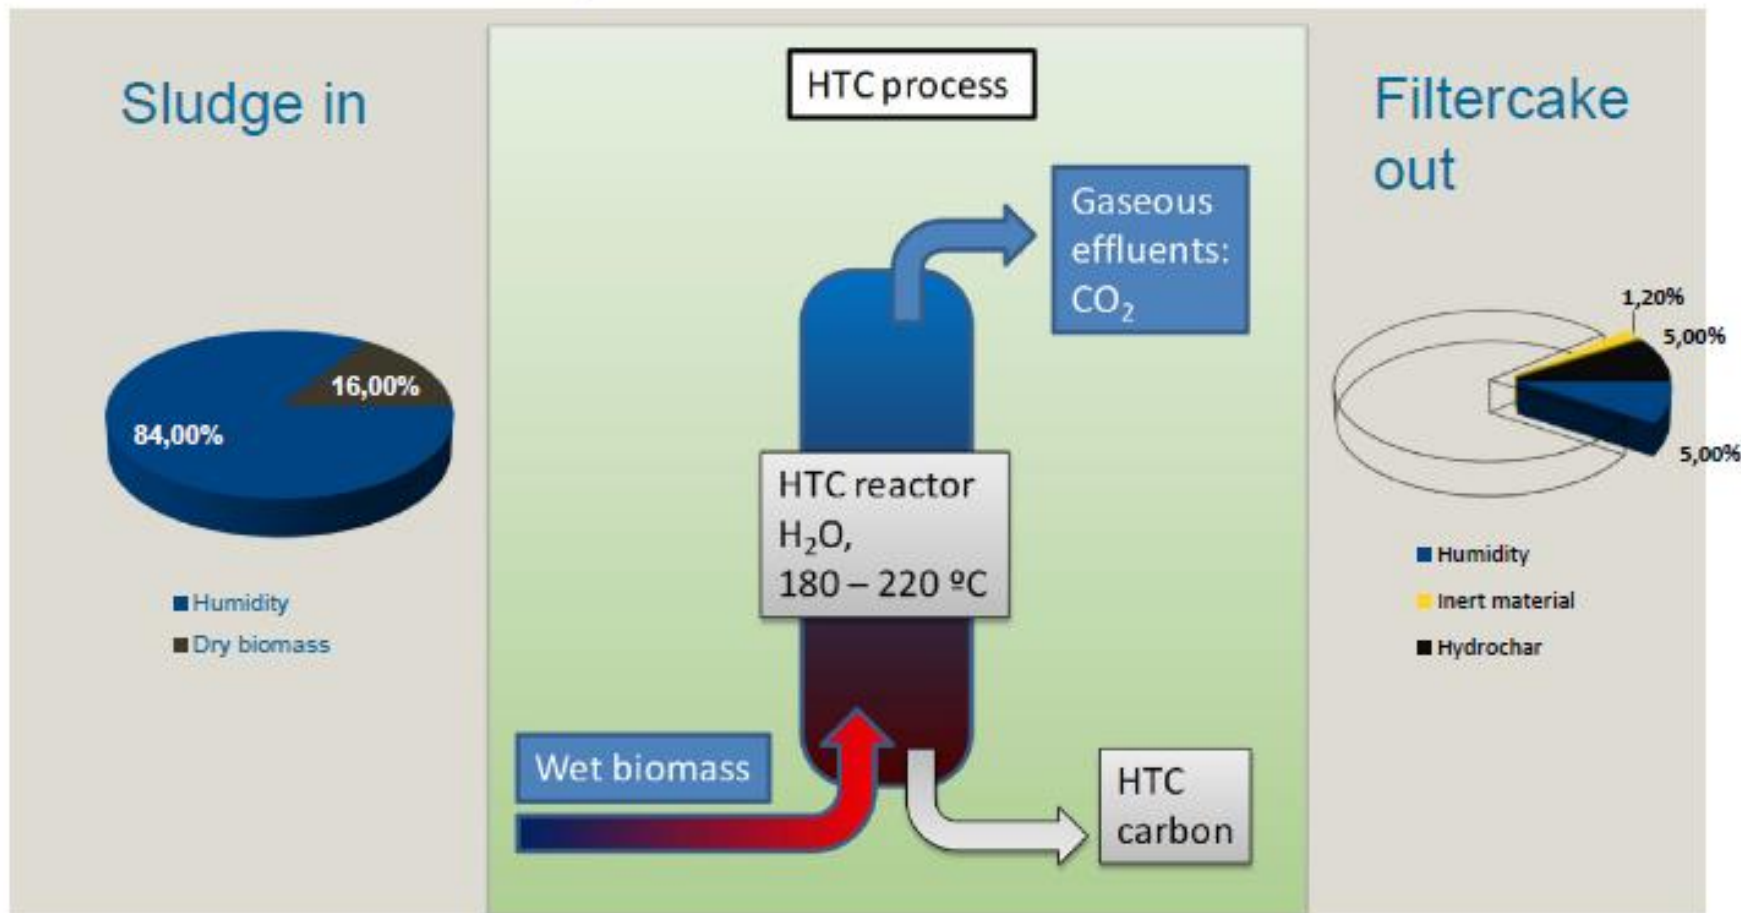 Sludge in
84,00%
16,00%
Humidity
Dry biomass
HTC process
Gaseous
effluents:
CO₂
HTC reactor
H₂O,
180 – 220 ºC
Wet biomass
HTC
carbon
Filtercake
out
1,20%
5,00%
5,00%
Humidity
Inert material
Hydrochar